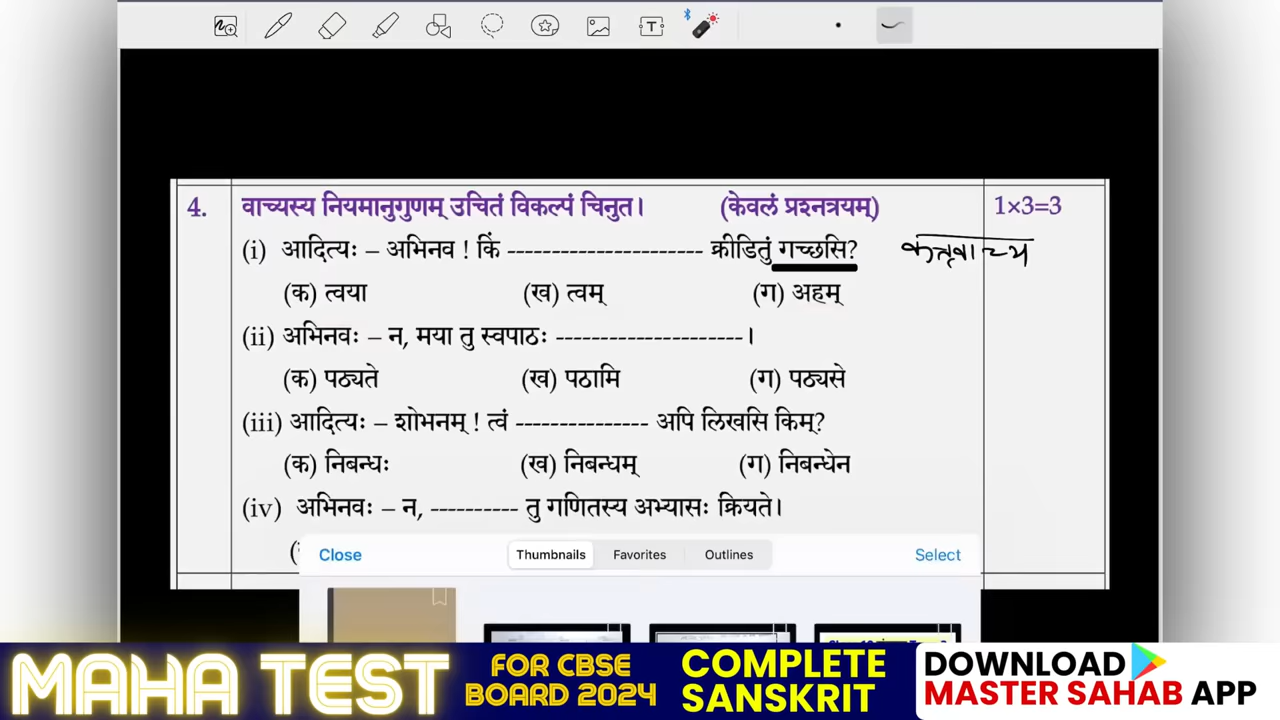 4. वाच्यस्य नियमानुगुणम् उचितं विकल्पं चिनुत। (केवलं प्रश्नत्रयम्) 1×3=3
(i) आदित्यः – अभिनव ! किं ---------------------- क्रीडितुं गच्छसि? कर्तृवाच्य
(क) त्वया (ख) त्वम् (ग) अहम्
(ii) अभिनवः – न, मया तु स्वपाठः ---------------------।
(क) पठ्यते (ख) पठामि (ग) पठ्यसे
(iii) आदित्यः – शोभनम् ! त्वं --------------- अपि लिखसि किम्?
(क) निबन्धः (ख) निबन्धम् (ग) निबन्धेन
(iv) अभिनवः – न, ---------- तु गणितस्य अभ्यासः क्रियते।
Close Thumbnails Favorites Outlines Select
MAHA TEST FOR CBSE BOARD 2024 COMPLETE SANSKRIT DOWNLOAD MASTER SAHAB APP